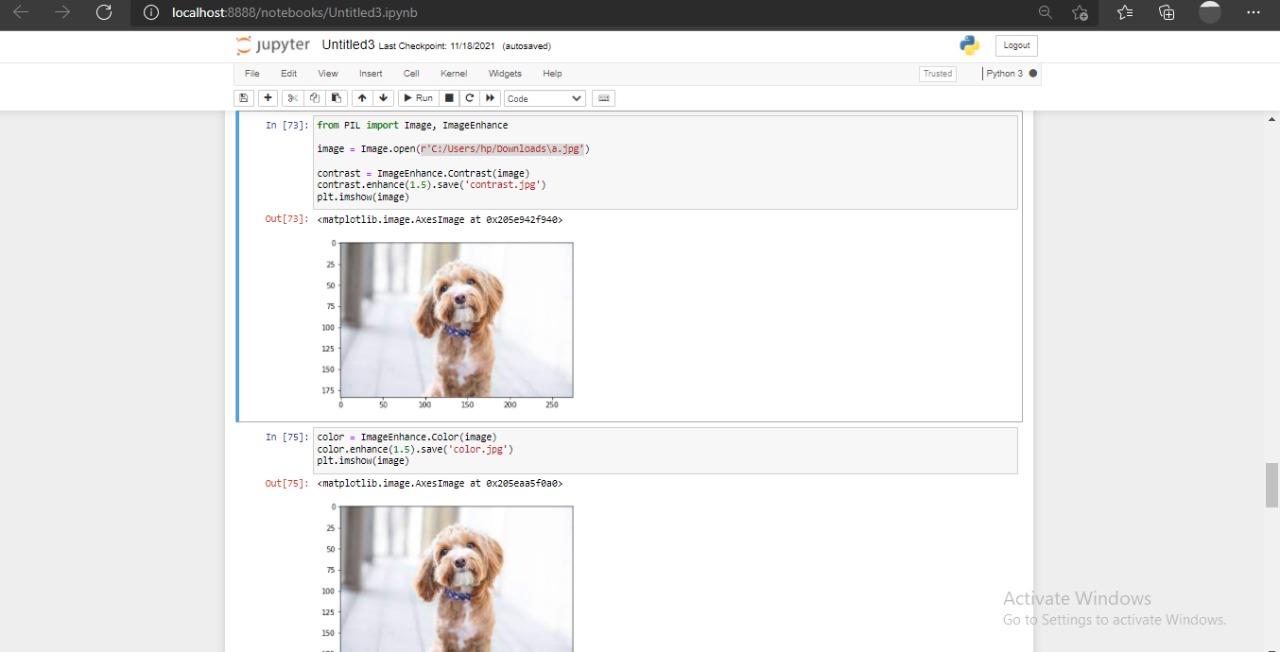 localhost:8888/notebooks/Untitled3.ipynb
jupyter Untitled3 Last Checkpoint: 11/18/2021 (autosaved)
Logout
File Edit View Insert Cell Kernel Widgets Help
Trusted
Python 3
Run
Code
In [73]: from PIL import Image, ImageEnhance
image = Image.open(r'C:/Users/hp/Downloads\a.jpg')
contrast = ImageEnhance.Contrast(image)
contrast.enhance(1.5).save('contrast.jpg')
plt.imshow(image)
Out[73]: <matplotlib.image.AxesImage at 0x205e942f940>
0
25
50
75
100
125
150
175
0 50 100 150 200 250
In [75]: color = ImageEnhance.Color(image)
color.enhance(1.5).save('color.jpg')
plt.imshow(image)
Out[75]: <matplotlib.image.AxesImage at 0x205eaa5f0a0>
0
25
50
75
100
125
150
Activate Windows
Go to Settings to activate Windows.